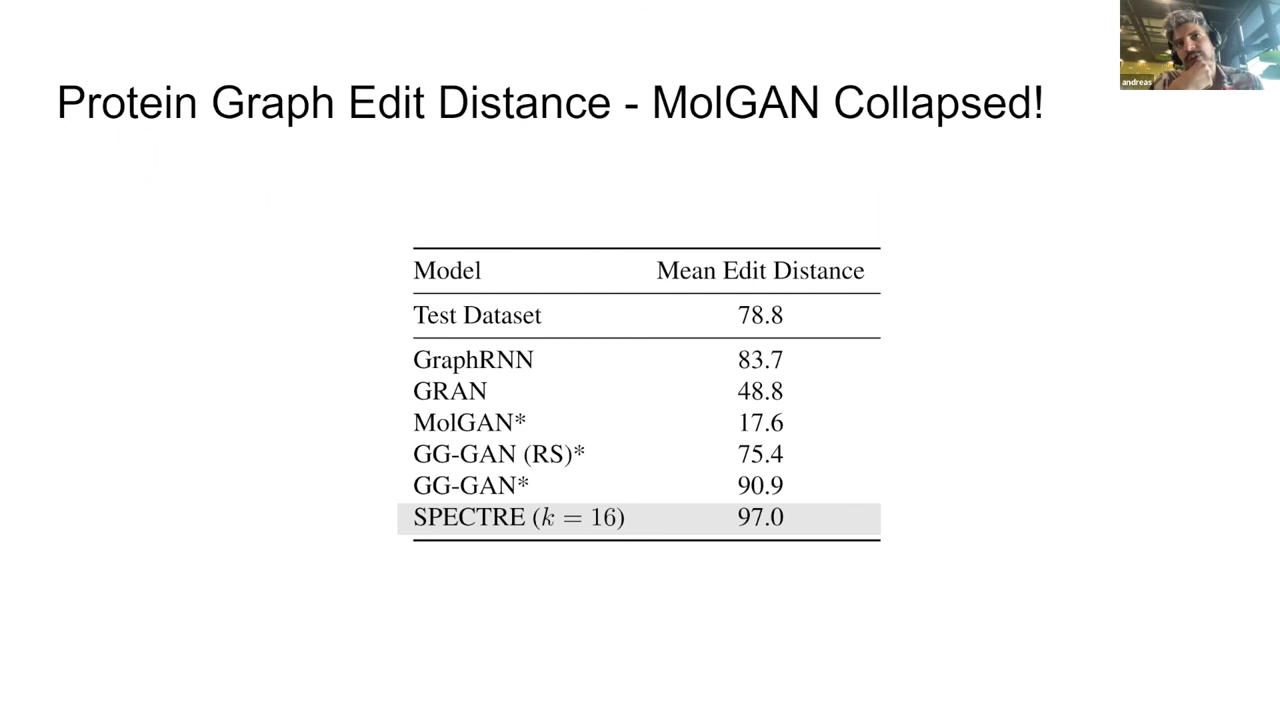 Protein Graph Edit Distance - MolGAN Collapsed!
andreas
Model Mean Edit Distance
Test Dataset 78.8
GraphRNN 83.7
GRAN 48.8
MolGAN* 17.6
GG-GAN (RS)* 75.4
GG-GAN* 90.9
SPECTRE (k = 16) 97.0